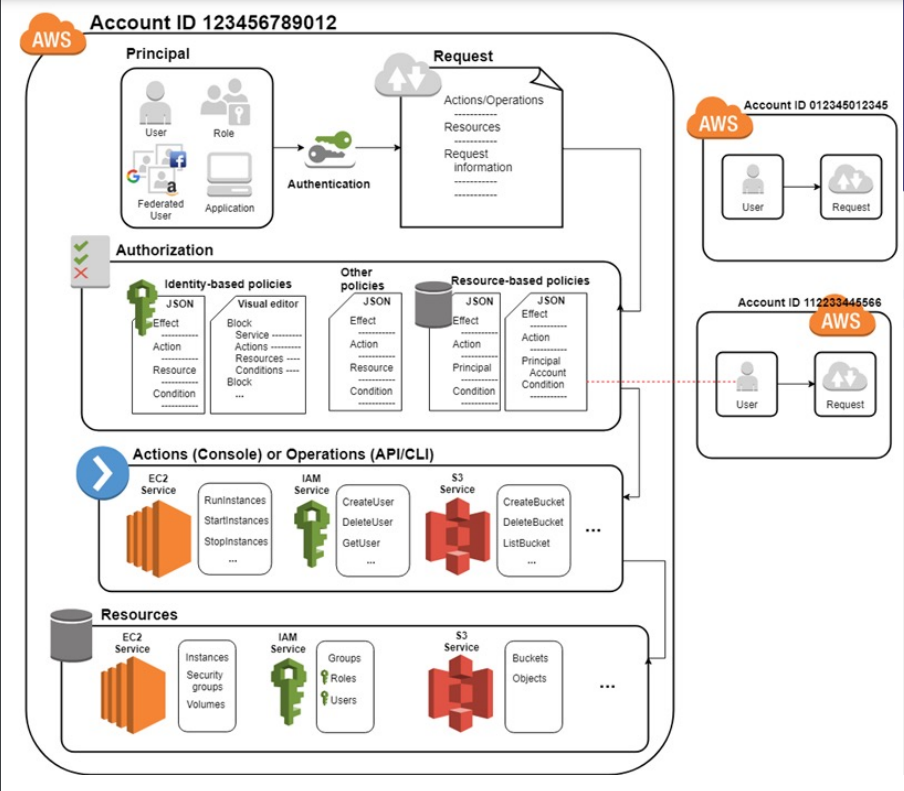 Account ID 123456789012
AWS
Principal
User
Role
Federated
User
Application
Authentication
Request
Actions/Operations
-----------
Resources
-----------
Request
information
-----------
-----------
Account ID 012345012345
AWS
User
Request
Authorization
Identity-based policies
JSON
Effect
-----------
Action
-----------
Resource
-----------
Condition
-----------
Visual editor
Block
Service ---------
Actions ---------
Resources ----
Conditions ----
Block
...
Other
policies
JSON
Effect
-----------
Action
-----------
Resource
-----------
Condition
-----------
Resource-based policies
JSON
Effect
-----------
Action
-----------
Principal
-----------
Condition
-----------
JSON
Effect
-----------
Action
-----------
Principal
Account
Condition
-----------
Account ID 112233445566
AWS
User
Request
Actions (Console) or Operations (API/CLI)
EC2
Service
RunInstances
StartInstances
StopInstances
...
IAM
Service
CreateUser
DeleteUser
GetUser
...
S3
Service
CreateBucket
DeleteBucket
ListBucket
...
...
Resources
EC2
Service
Instances
Security
groups
Volumes
IAM
Service
Groups
Roles
Users
S3
Service
Buckets
Objects
...